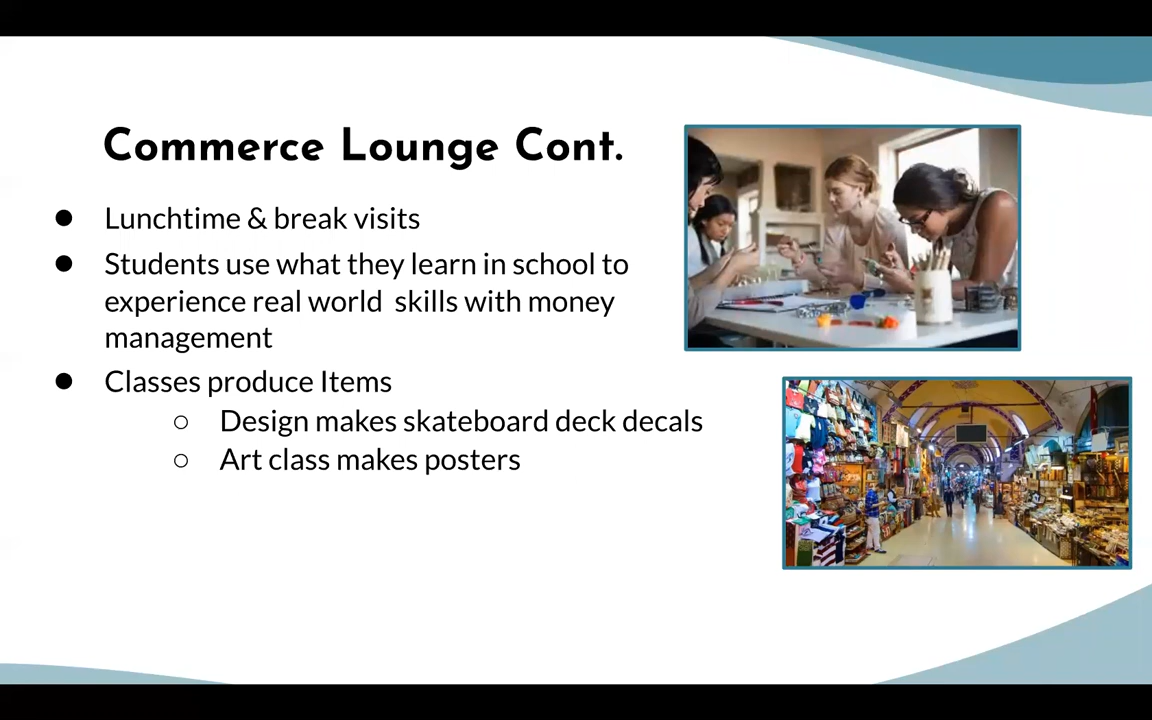 Commerce Lounge Cont.
● Lunchtime & break visits
● Students use what they learn in school to
experience real world  skills with money
management
● Classes produce Items
○ Design makes skateboard deck decals
○ Art class makes posters